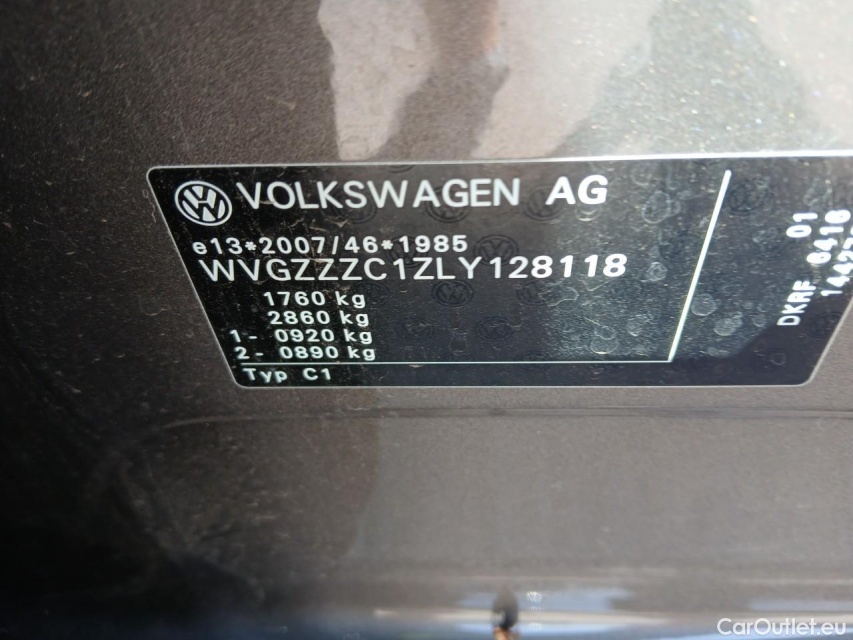 VOLKSWAGEN AG
e13*2007/46*1985
WVGZZZC1ZLY128118
1760 kg
2860 kg
1- 0920 kg
2- 0890 kg
Typ C1
01
DKRF 6416
CarOutlet.eu